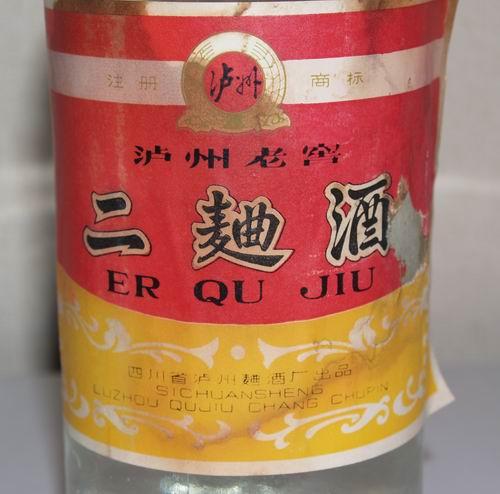 注册 泸州 商标
泸州老窖
二麯酒
ER QU JIU
四川省泸州麯酒厂出品
SICHUANSHENG
LUZHOU QUJIU CHANG CHUPIN